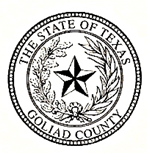 THE STATE OF TEXAS
GOLIAD COUNTY